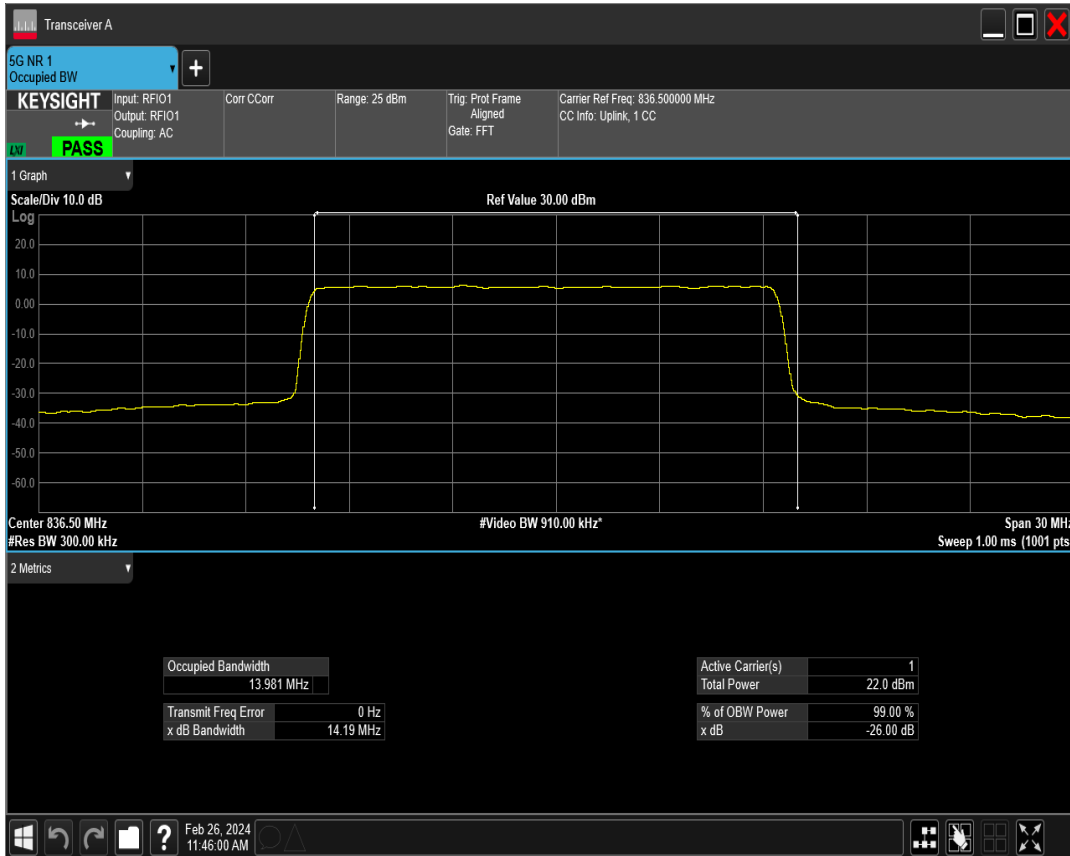 Transceiver A
5G NR 1
Occupied BW
+
KEYSIGHT
LXI
PASS
Input: RFIO1
Output: RFIO1
Coupling: AC
Corr CCorr
Range: 25 dBm
Trig: Prot Frame
Aligned
Gate: FFT
Carrier Ref Freq: 836.500000 MHz
CC Info: Uplink, 1 CC
1 Graph
Scale/Div 10.0 dB
Ref Value 30.00 dBm
Log
20.0
10.0
0.00
-10.0
-20.0
-30.0
-40.0
-50.0
-60.0
Center 836.50 MHz
#Video BW 910.00 kHz*
Span 30 MHz
#Res BW 300.00 kHz
Sweep 1.00 ms (1001 pts
2 Metrics
Occupied Bandwidth
13.981 MHz
Transmit Freq Error 0 Hz
x dB Bandwidth 14.19 MHz
Active Carrier(s) 1
Total Power 22.0 dBm
% of OBW Power 99.00 %
x dB -26.00 dB
?
Feb 26, 2024
11:46:00 AM